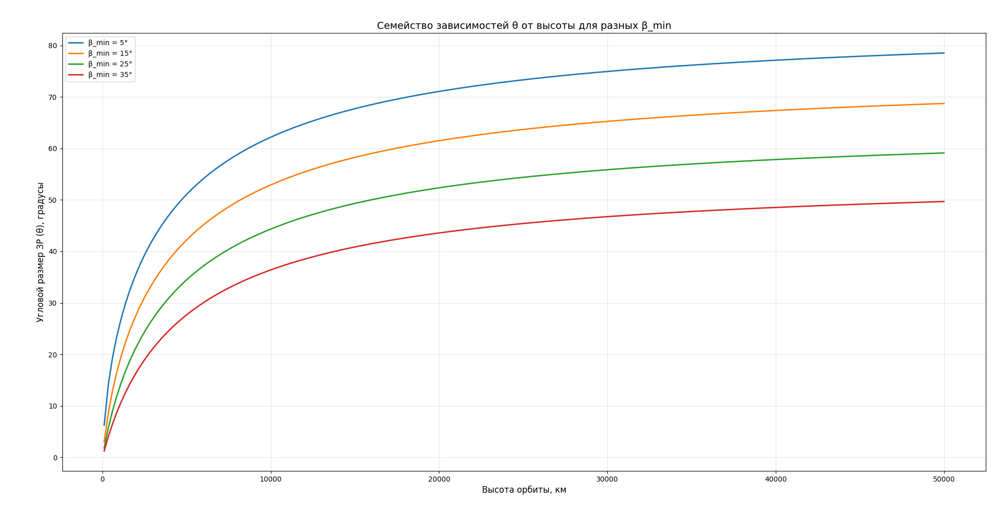 Семейство зависимостей θ от высоты для разных β_min
β_min = 5°
β_min = 15°
β_min = 25°
β_min = 35°
Угловой размер ЗР (θ), градусы
80
70
60
50
40
30
20
10
0
0 10000 20000 30000 40000 50000
Высота орбиты, км